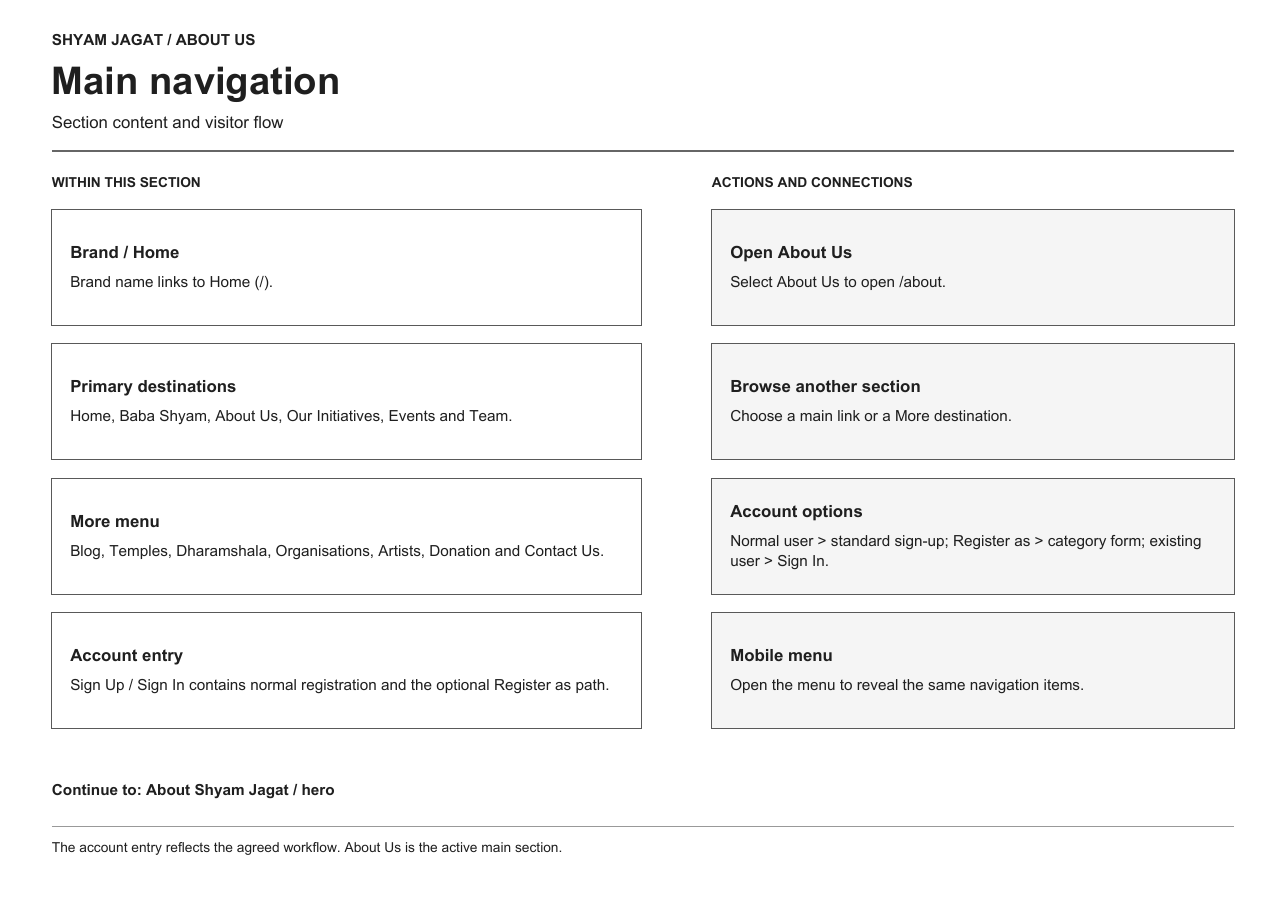 SHYAM JAGAT / ABOUT US
Main navigation
Section content and visitor flow
WITHIN THIS SECTION
Brand / Home
Brand name links to Home (/).
Primary destinations
Home, Baba Shyam, About Us, Our Initiatives, Events and Team.
More menu
Blog, Temples, Dharamshala, Organisations, Artists, Donation and Contact Us.
Account entry
Sign Up / Sign In contains normal registration and the optional Register as path.
ACTIONS AND CONNECTIONS
Open About Us
Select About Us to open /about.
Browse another section
Choose a main link or a More destination.
Account options
Normal user > standard sign-up; Register as > category form; existing
user > Sign In.
Mobile menu
Open the menu to reveal the same navigation items.
Continue to: About Shyam Jagat / hero
The account entry reflects the agreed workflow. About Us is the active main section.